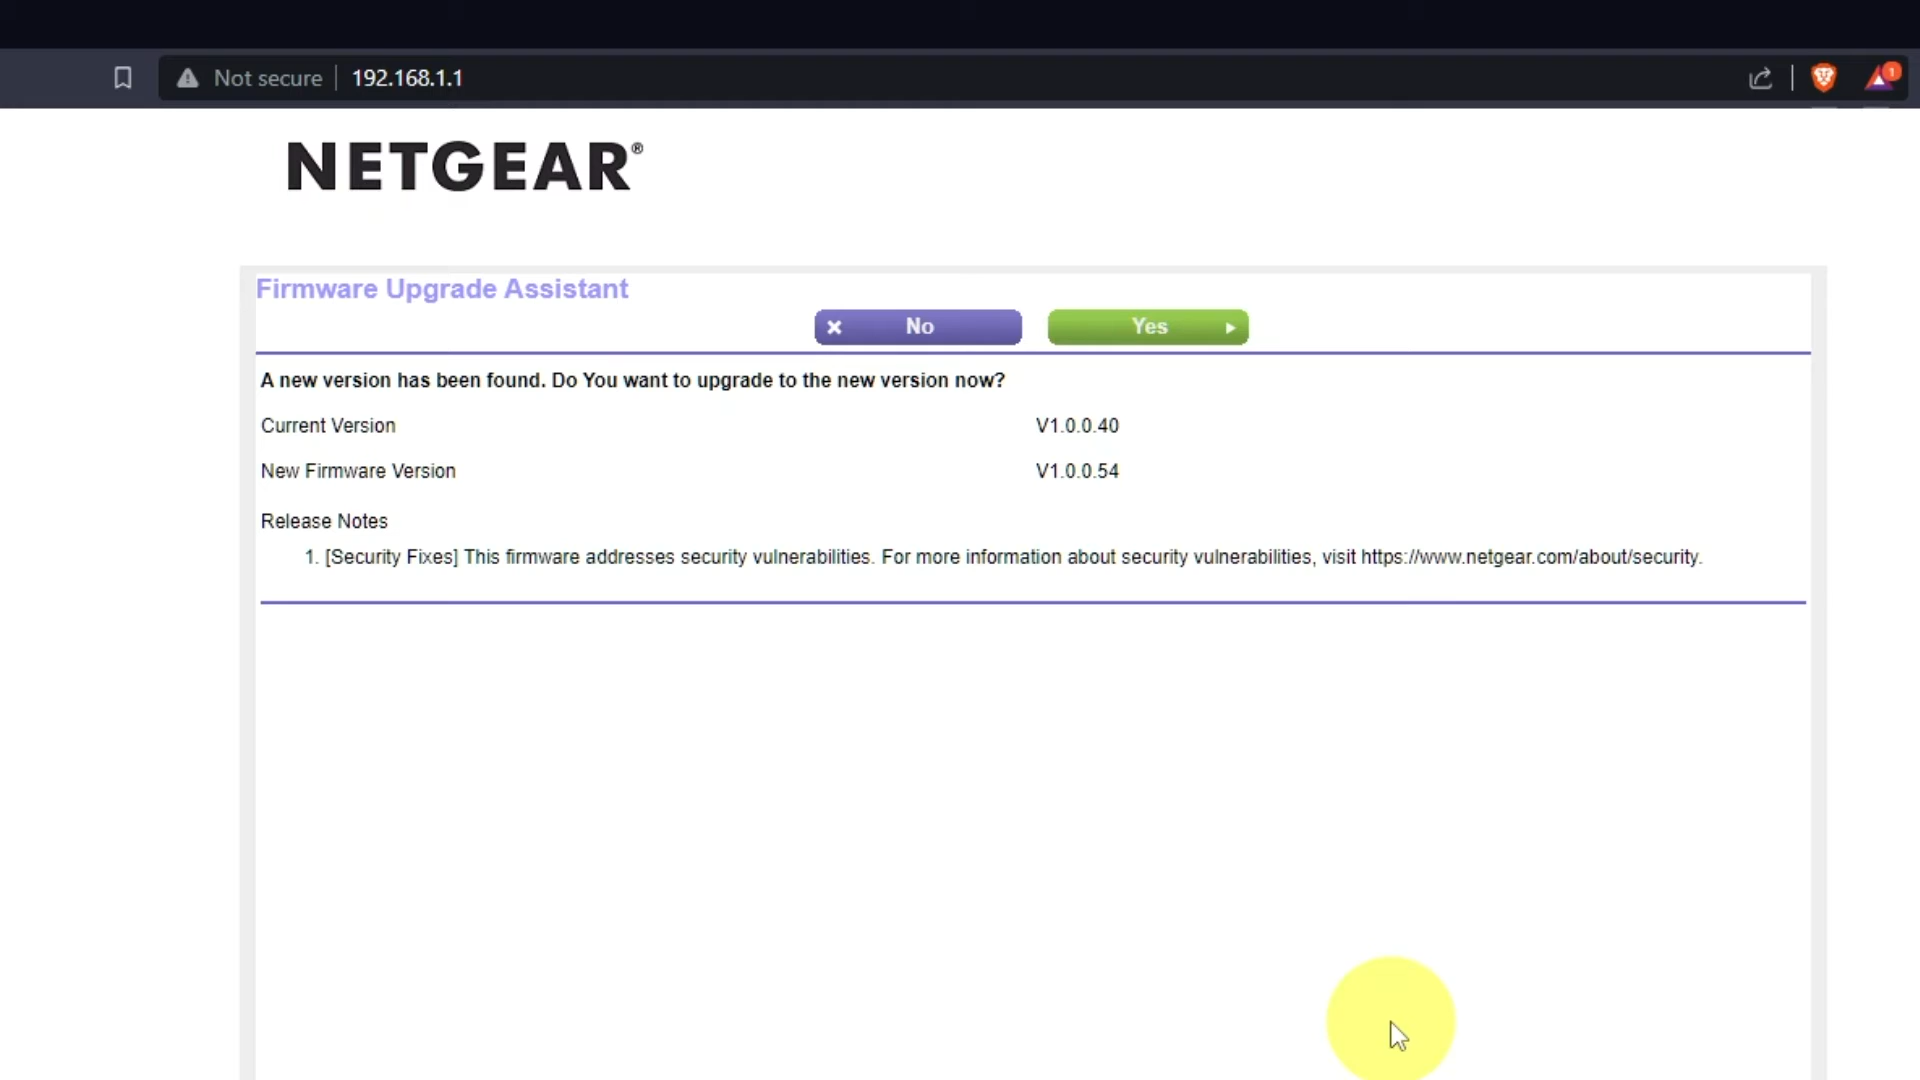 Not secure 192.168.1.1
1
NETGEAR®
Firmware Upgrade Assistant
No
Yes
A new version has been found. Do You want to upgrade to the new version now?
Current Version V1.0.0.40
New Firmware Version V1.0.0.54
Release Notes
1. [Security Fixes] This firmware addresses security vulnerabilities. For more information about security vulnerabilities, visit https://www.netgear.com/about/security.